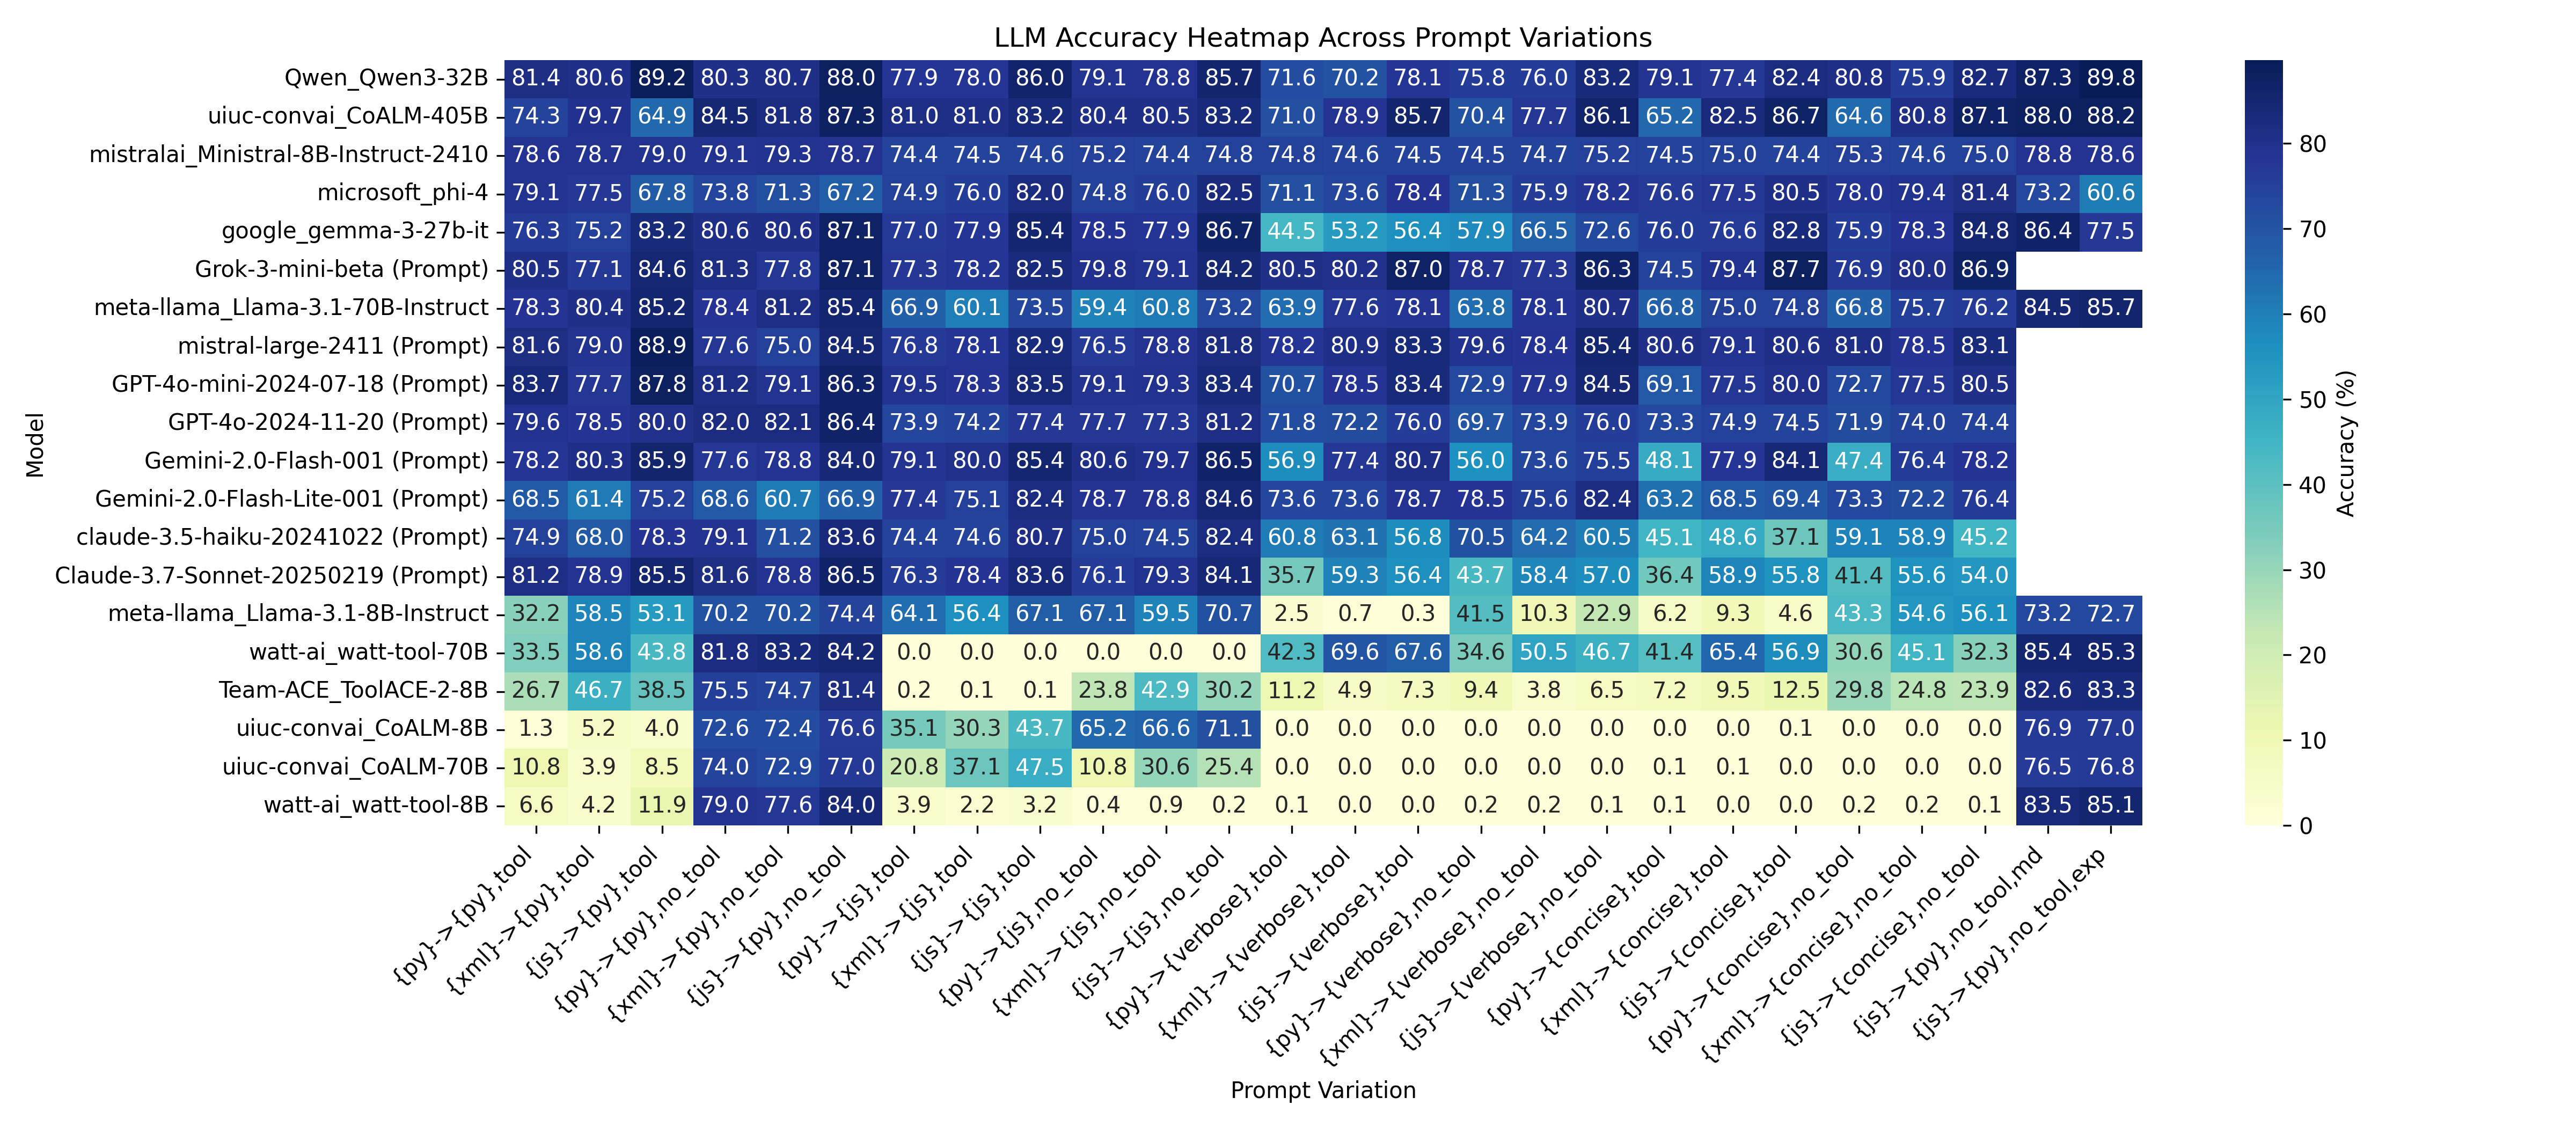 LLM Accuracy Heatmap Across Prompt Variations
Qwen_Qwen3-32B 81.4 80.6 89.2 80.3 80.7 88.0 77.9 78.0 86.0 79.1 78.8 85.7 71.6 70.2 78.1 75.8 76.0 83.2 79.1 77.4 82.4 80.8 75.9 82.7 87.3 89.8
uiuc-convai_CoALM-405B 74.3 79.7 64.9 84.5 81.8 87.3 81.0 81.0 83.2 80.4 80.5 83.2 71.0 78.9 85.7 70.4 77.7 86.1 65.2 82.5 86.7 64.6 80.8 87.1 88.0 88.2
mistralai_Ministral-8B-Instruct-2410 78.6 78.7 79.0 79.1 79.3 78.7 74.4 74.5 74.6 75.2 74.4 74.8 74.8 74.6 74.5 74.5 74.7 75.2 74.5 75.0 74.4 75.3 74.6 75.0 78.8 78.6
microsoft_phi-4 79.1 77.5 67.8 73.8 71.3 67.2 74.9 76.0 82.0 74.8 76.0 82.5 71.1 73.6 78.4 71.3 75.9 78.2 76.6 77.5 80.5 78.0 79.4 81.4 73.2 60.6
google_gemma-3-27b-it 76.3 75.2 83.2 80.6 80.6 87.1 77.0 77.9 85.4 78.5 77.9 86.7 44.5 53.2 56.4 57.9 66.5 72.6 76.0 76.6 82.8 75.9 78.3 84.8 86.4 77.5
Grok-3-mini-beta (Prompt) 80.5 77.1 84.6 81.3 77.8 87.1 77.3 78.2 82.5 79.8 79.1 84.2 80.5 80.2 87.0 78.7 77.3 86.3 74.5 79.4 87.7 76.9 80.0 86.9
meta-llama_Llama-3.1-70B-Instruct 78.3 80.4 85.2 78.4 81.2 85.4 66.9 60.1 73.5 59.4 60.8 73.2 63.9 77.6 78.1 63.8 78.1 80.7 66.8 75.0 74.8 66.8 75.7 76.2 84.5 85.7
mistral-large-2411 (Prompt) 81.6 79.0 88.9 77.6 75.0 84.5 76.8 78.1 82.9 76.5 78.8 81.8 78.2 80.9 83.3 79.6 78.4 85.4 80.6 79.1 80.6 81.0 78.5 83.1
GPT-4o-mini-2024-07-18 (Prompt) 83.7 77.7 87.8 81.2 79.1 86.3 79.5 78.3 83.5 79.1 79.3 83.4 70.7 78.5 83.4 72.9 77.9 84.5 69.1 77.5 80.0 72.7 77.5 80.5
GPT-4o-2024-11-20 (Prompt) 79.6 78.5 80.0 82.0 82.1 86.4 73.9 74.2 77.4 77.7 77.3 81.2 71.8 72.2 76.0 69.7 73.9 76.0 73.3 74.9 74.5 71.9 74.0 74.4
Gemini-2.0-Flash-001 (Prompt) 78.2 80.3 85.9 77.6 78.8 84.0 79.1 80.0 85.4 80.6 79.7 86.5 56.9 77.4 80.7 56.0 73.6 75.5 48.1 77.9 84.1 47.4 76.4 78.2
Gemini-2.0-Flash-Lite-001 (Prompt) 68.5 61.4 75.2 68.6 60.7 66.9 77.4 75.1 82.4 78.7 78.8 84.6 73.6 73.6 78.7 78.5 75.6 82.4 63.2 68.5 69.4 73.3 72.2 76.4
claude-3.5-haiku-20241022 (Prompt) 74.9 68.0 78.3 79.1 71.2 83.6 74.4 74.6 80.7 75.0 74.5 82.4 60.8 63.1 56.8 70.5 64.2 60.5 45.1 48.6 37.1 59.1 58.9 45.2
Claude-3.7-Sonnet-20250219 (Prompt) 81.2 78.9 85.5 81.6 78.8 86.5 76.3 78.4 83.6 76.1 79.3 84.1 35.7 59.3 56.4 43.7 58.4 57.0 36.4 58.9 55.8 41.4 55.6 54.0
meta-llama_Llama-3.1-8B-Instruct 32.2 58.5 53.1 70.2 70.2 74.4 64.1 56.4 67.1 67.1 59.5 70.7 2.5 0.7 0.3 41.5 10.3 22.9 6.2 9.3 4.6 43.3 54.6 56.1 73.2 72.7
watt-ai_watt-tool-70B 33.5 58.6 43.8 81.8 83.2 84.2 0.0 0.0 0.0 0.0 0.0 0.0 42.3 69.6 67.6 34.6 50.5 46.7 41.4 65.4 56.9 30.6 45.1 32.3 85.4 85.3
Team-ACE_ToolACE-2-8B 26.7 46.7 38.5 75.5 74.7 81.4 0.2 0.1 0.1 23.8 42.9 30.2 11.2 4.9 7.3 9.4 3.8 6.5 7.2 9.5 12.5 29.8 24.8 23.9 82.6 83.3
uiuc-convai_CoALM-8B 1.3 5.2 4.0 72.6 72.4 76.6 35.1 30.3 43.7 65.2 66.6 71.1 0.0 0.0 0.0 0.0 0.0 0.0 0.0 0.0 0.1 0.0 0.0 0.0 76.9 77.0
uiuc-convai_CoALM-70B 10.8 3.9 8.5 74.0 72.9 77.0 20.8 37.1 47.5 10.8 30.6 25.4 0.0 0.0 0.0 0.0 0.0 0.0 0.1 0.1 0.0 0.0 0.0 0.0 76.5 76.8
watt-ai_watt-tool-8B 6.6 4.2 11.9 79.0 77.6 84.0 3.9 2.2 3.2 0.4 0.9 0.2 0.1 0.0 0.0 0.2 0.2 0.1 0.1 0.0 0.0 0.2 0.2 0.1 83.5 85.1
Model
{py}->{py},tool
{xml}->{py},tool
{js}->{py},tool
{py}->{py},no_tool
{xml}->{py},no_tool
{js}->{py},no_tool
{py}->{js},tool
{xml}->{js},tool
{js}->{js},tool
{py}->{js},no_tool
{xml}->{js},no_tool
{js}->{js},no_tool
{py}->{verbose},tool
{xml}->{verbose},tool
{js}->{verbose},tool
{py}->{verbose},no_tool
{xml}->{verbose},no_tool
{js}->{verbose},no_tool
{py}->{concise},tool
{xml}->{concise},tool
{js}->{concise},tool
{py}->{concise},no_tool
{xml}->{concise},no_tool
{js}->{concise},no_tool
{js}->{py},no_tool,md
{js}->{py},no_tool,exp
Prompt Variation
80
70
60
50
40
30
20
10
0
Accuracy (%)